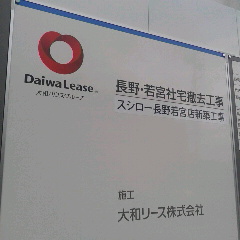 Daiwa Lease®
大和リースグループ
長野・若宮社宅撤去工事
スシロー長野若宮店新築工事
施工
大和リース株式会社